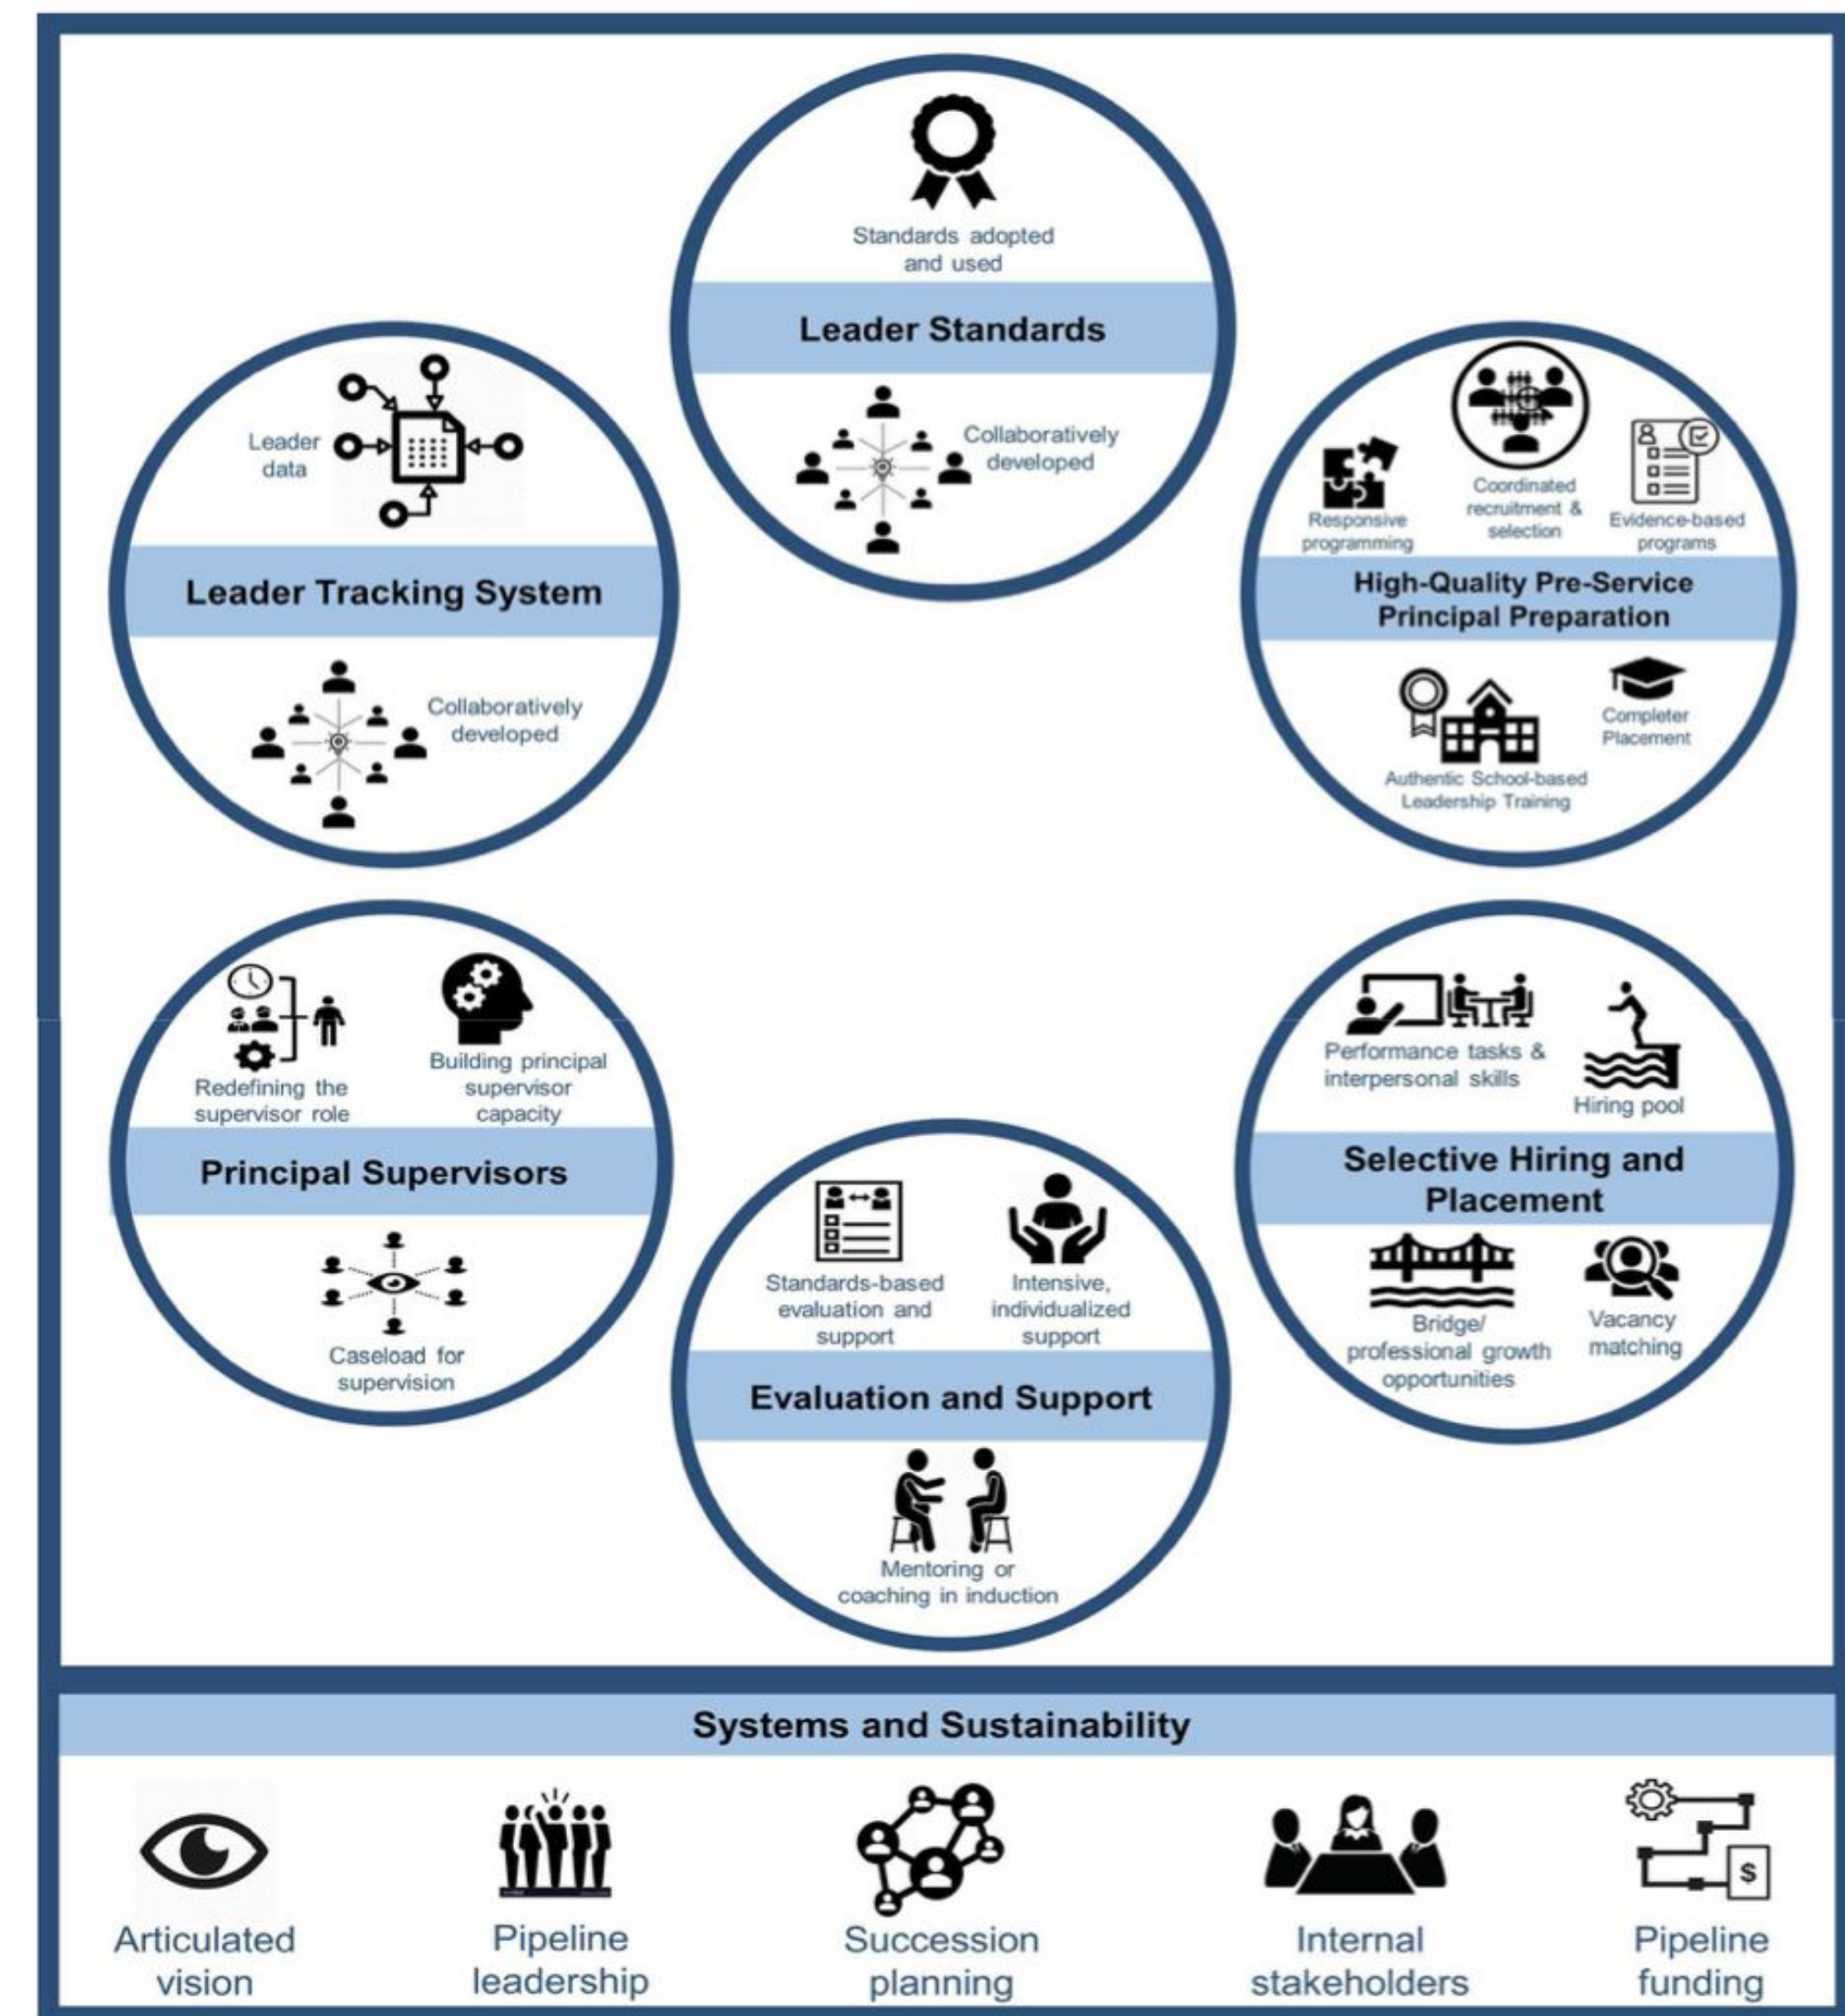 Standards adopted
and used
Leader Standards
Collaboratively
developed
Leader
data
Leader Tracking System
Collaboratively
developed
Responsive
programming
Coordinated
recruitment &
selection
Evidence-based
programs
High-Quality Pre-Service
Principal Preparation
Authentic School-based
Leadership Training
Completer
Placement
Redefining the
supervisor role
Building principal
supervisor
capacity
Principal Supervisors
Caseload for
supervision
Performance tasks &
interpersonal skills
Hiring pool
Selective Hiring and
Placement
Bridge/
professional growth
opportunities
Vacancy
matching
Standards-based
evaluation and
support
Intensive,
individualized
support
Evaluation and Support
Mentoring or
coaching in induction
Systems and Sustainability
Articulated
vision
Pipeline
leadership
Succession
planning
Internal
stakeholders
$
Pipeline
funding